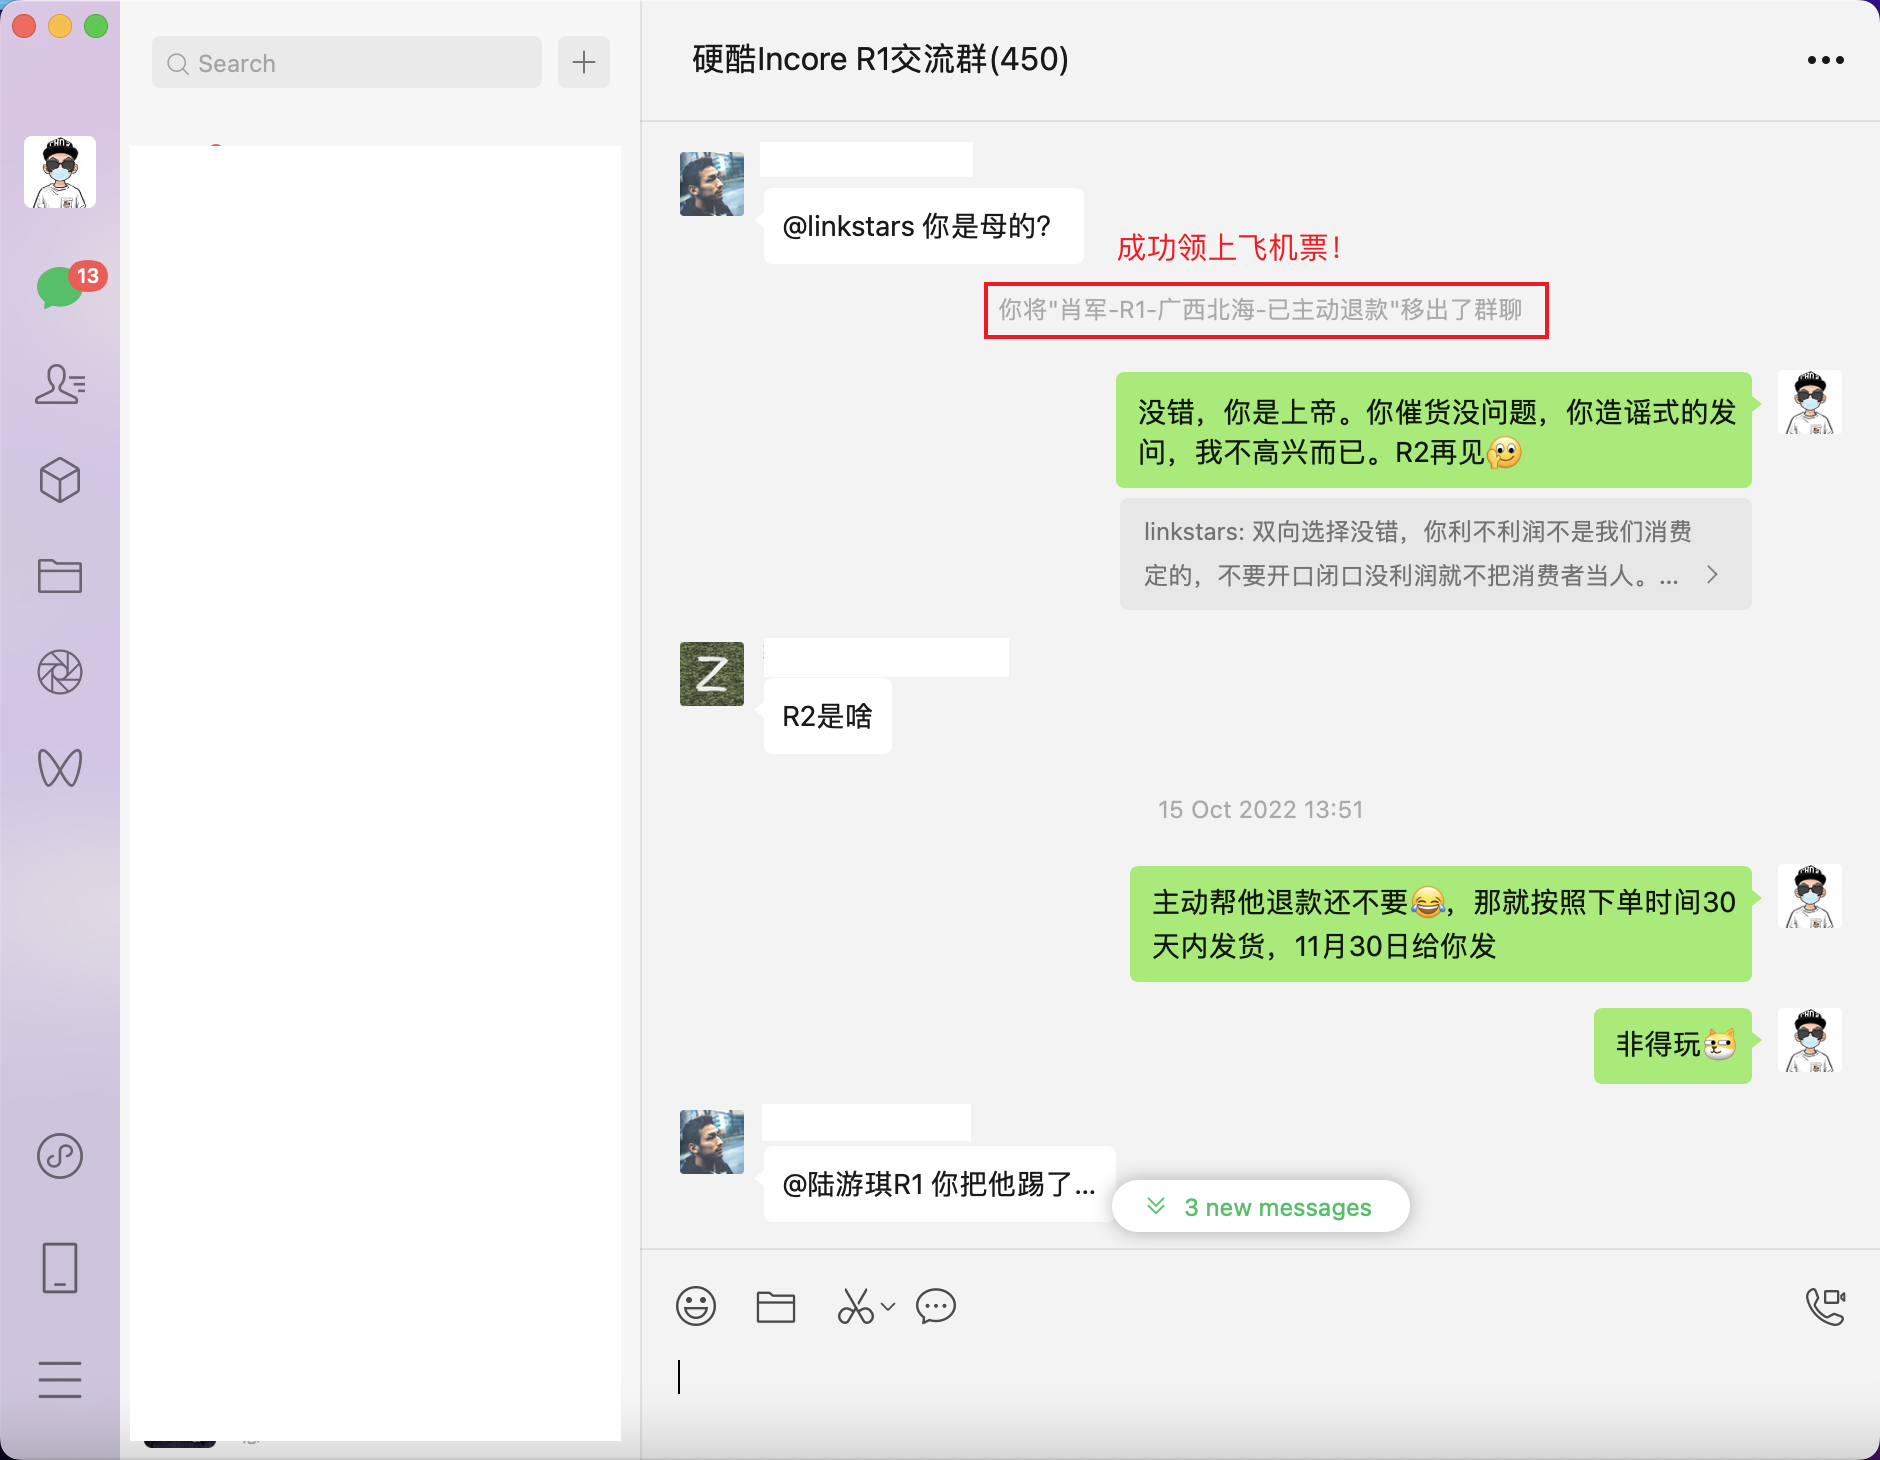 Search
硬酷Incore R1交流群(450)
13
@linkstars 你是母的?
成功领上飞机票!
你将"肖军-R1-广西北海-已主动退款"移出了群聊
没错，你是上帝。你催货没问题，你造谣式的发
问，我不高兴而已。R2再见🫣
linkstars: 双向选择没错，你利不利润不是我们消费
定的，不要开口闭口没利润就不把消费者当人。...
Z
R2是啥
15 Oct 2022 13:51
主动帮他退款还不要😂，那就按照下单时间30
天内发货，11月30日给你发
非得玩
@陆游琪R1 你把他踢了...
3 new messages